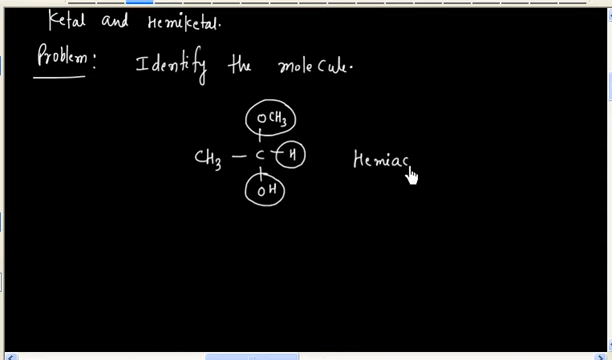 Ketal and Hemiketal.
Problem: Identify the molecule.
OCH3
CH3 — C — H
OH
Hemiac